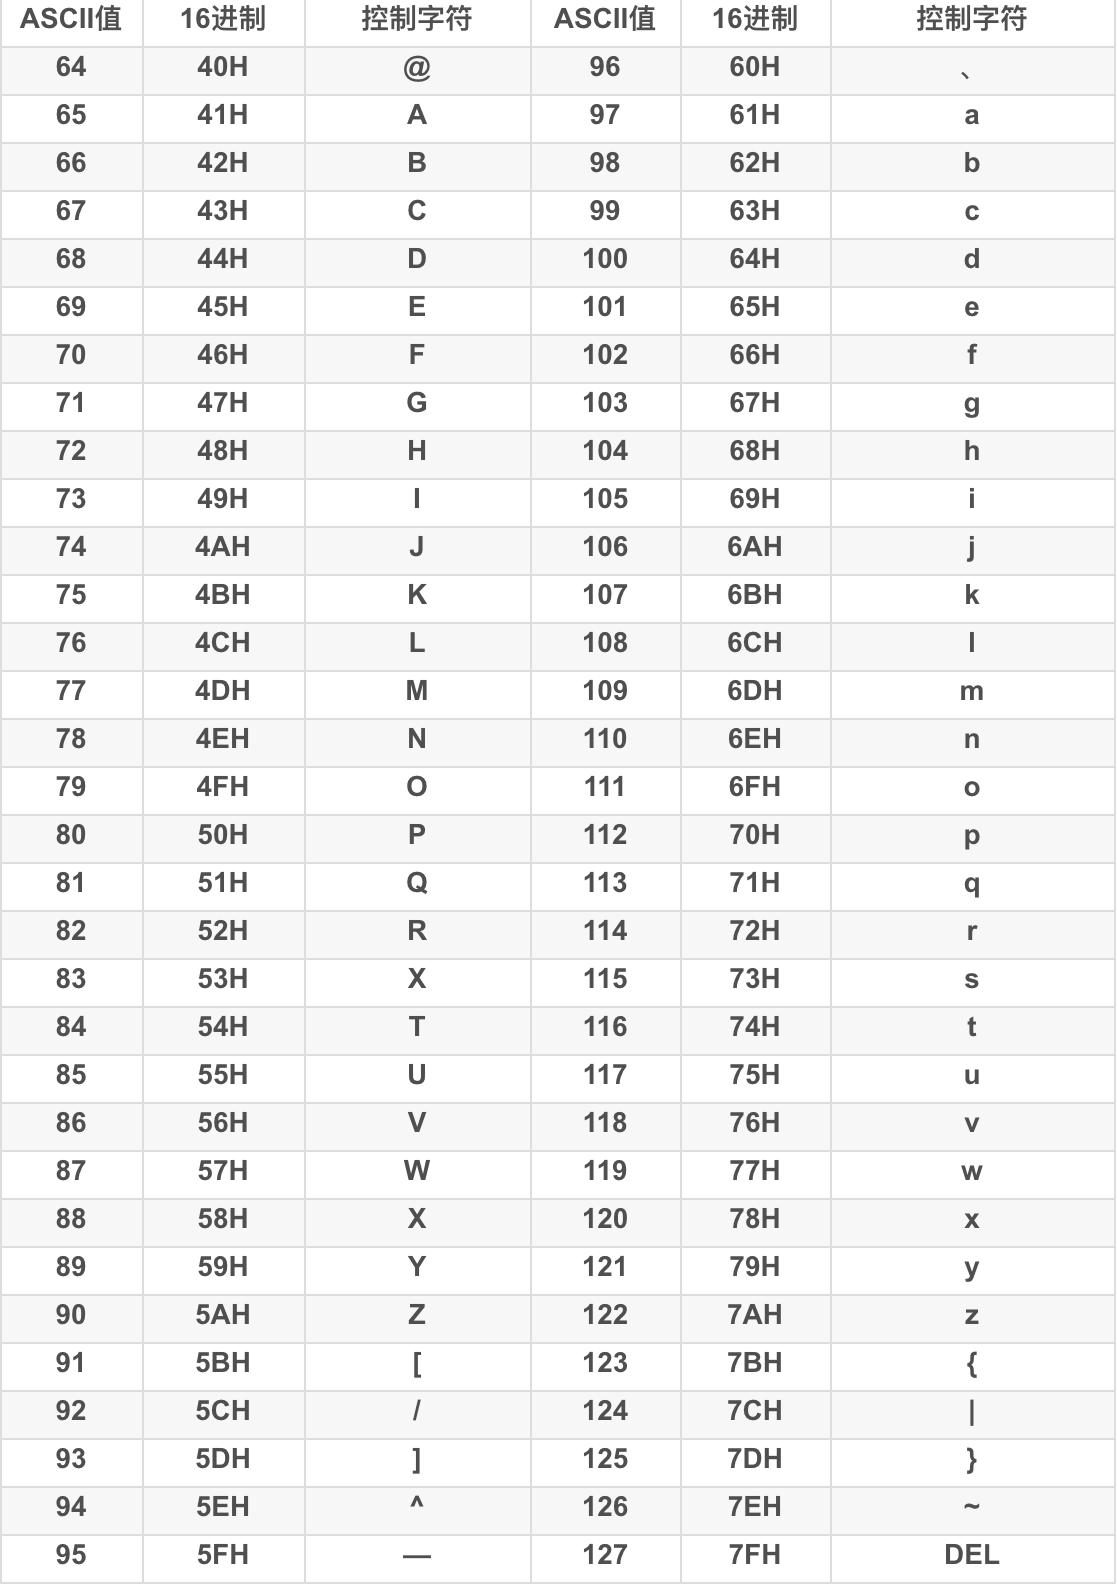 ASCII值 16进制 控制字符 ASCII值 16进制 控制字符
64 40H @ 96 60H 、
65 41H A 97 61H a
66 42H B 98 62H b
67 43H C 99 63H c
68 44H D 100 64H d
69 45H E 101 65H e
70 46H F 102 66H f
71 47H G 103 67H g
72 48H H 104 68H h
73 49H I 105 69H i
74 4AH J 106 6AH j
75 4BH K 107 6BH k
76 4CH L 108 6CH l
77 4DH M 109 6DH m
78 4EH N 110 6EH n
79 4FH O 111 6FH o
80 50H P 112 70H p
81 51H Q 113 71H q
82 52H R 114 72H r
83 53H X 115 73H s
84 54H T 116 74H t
85 55H U 117 75H u
86 56H V 118 76H v
87 57H W 119 77H w
88 58H X 120 78H x
89 59H Y 121 79H y
90 5AH Z 122 7AH z
91 5BH [ 123 7BH {
92 5CH / 124 7CH |
93 5DH ] 125 7DH }
94 5EH ^ 126 7EH ~
95 5FH — 127 7FH DEL